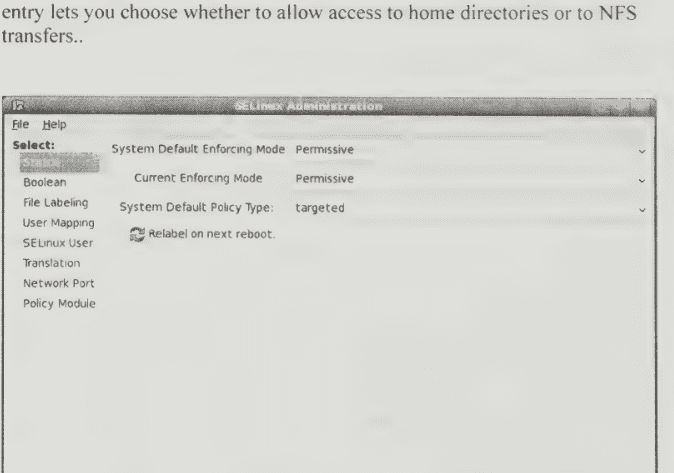 entry lets you choose whether to allow access to home directories or to NFS
transfers..
SELinux Administration
File Help
Select:
System Default Enforcing Mode Permissive
Boolean
Current Enforcing Mode Permissive
File Labeling
System Default Policy Type: targeted
User Mapping
Relabel on next reboot.
SELinux User
Translation
Network Port
Policy Module